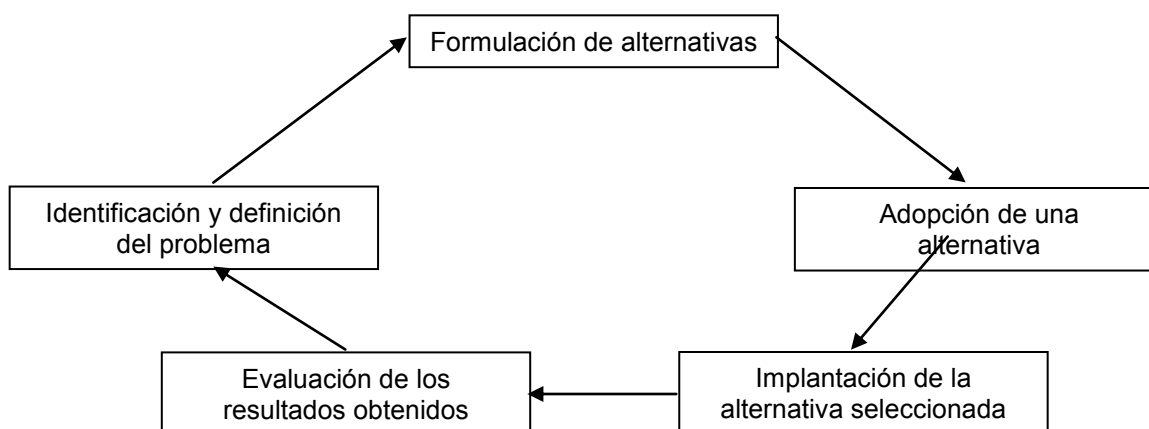 Formulación de alternativas
Identificación y definición
del problema
Adopción de una
alternativa
Evaluación de los
resultados obtenidos
Implantación de la
alternativa seleccionada